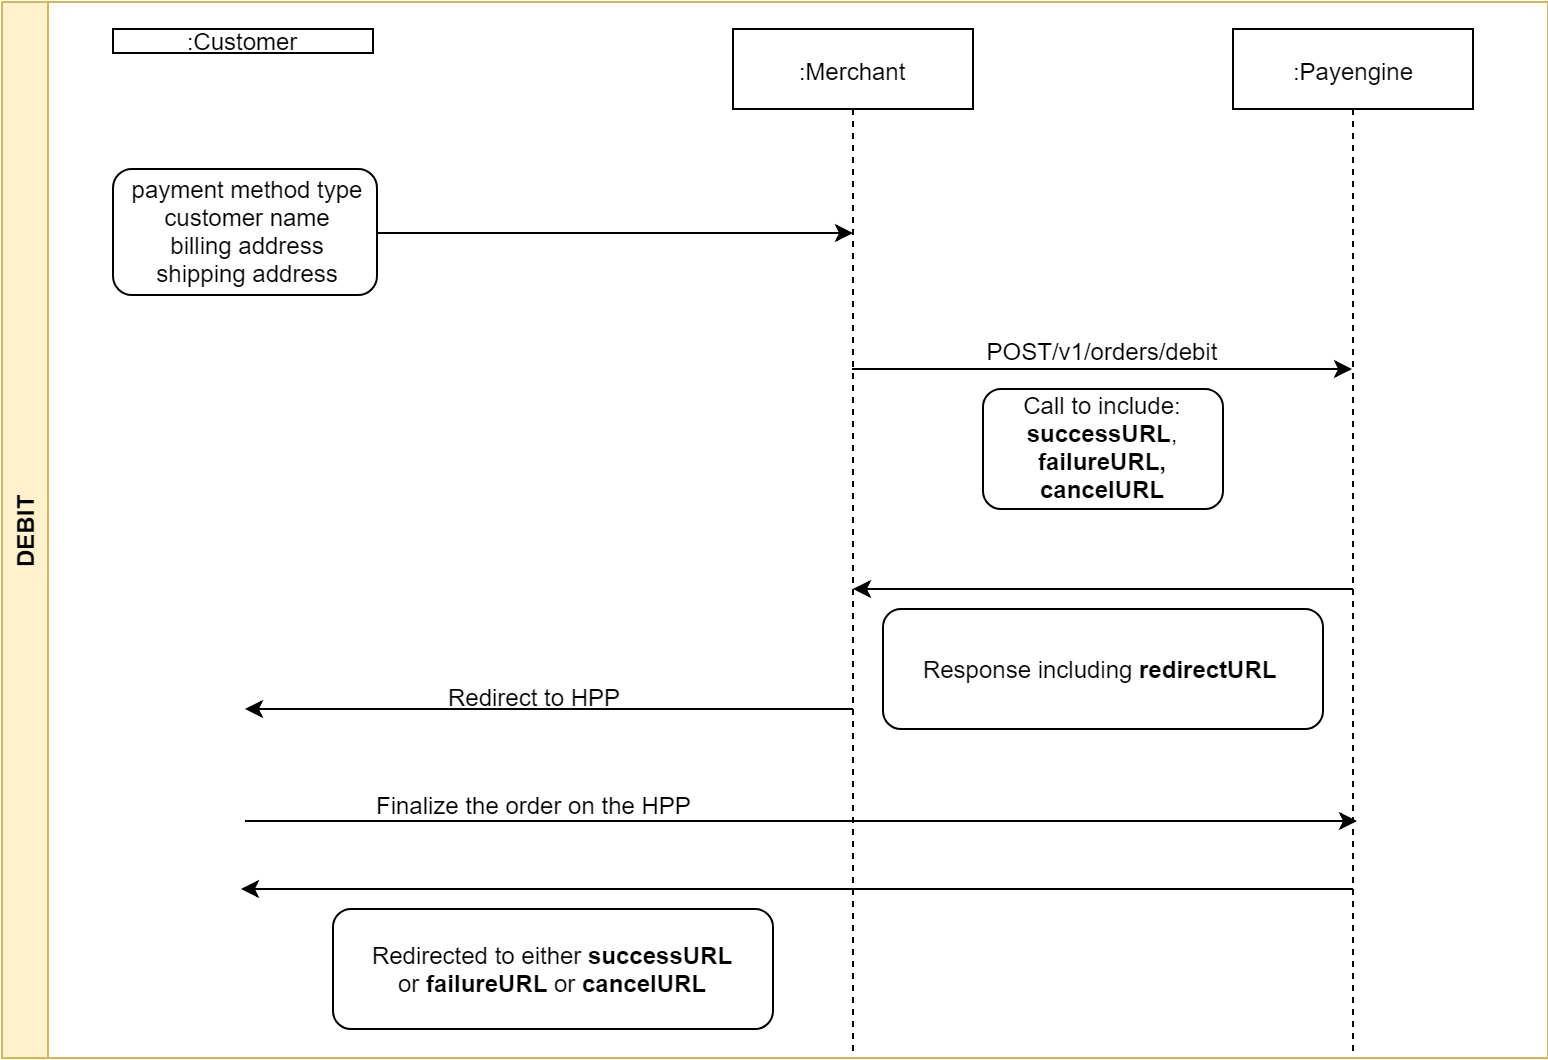 :Customer
:Merchant
:Payengine
payment method type
customer name
billing address
shipping address
POST/v1/orders/debit
Call to include:
successURL,
failureURL,
cancelURL
DEBIT
Response including redirectURL
Redirect to HPP
Finalize the order on the HPP
Redirected to either successURL
or failureURL or cancelURL